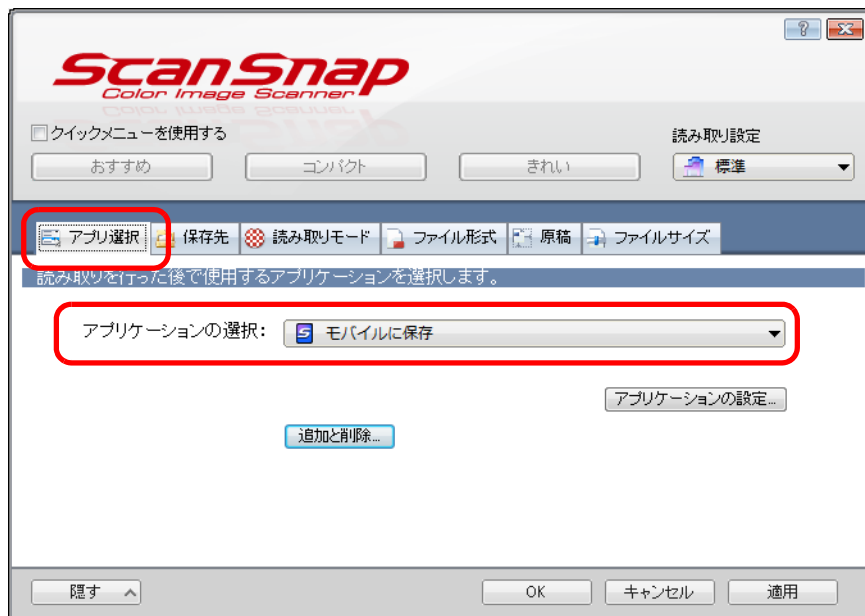 ScanSnap
Color Image Scanner
クイックメニューを使用する
読み取り設定
おすすめ
コンパクト
きれい
標準
アプリ選択
保存先
読み取りモード
ファイル形式
原稿
ファイルサイズ
読み取りを行った後で使用するアプリケーションを選択します。
アプリケーションの選択:
モバイルに保存
アプリケーションの設定...
追加と削除...
隠す
OK
キャンセル
適用